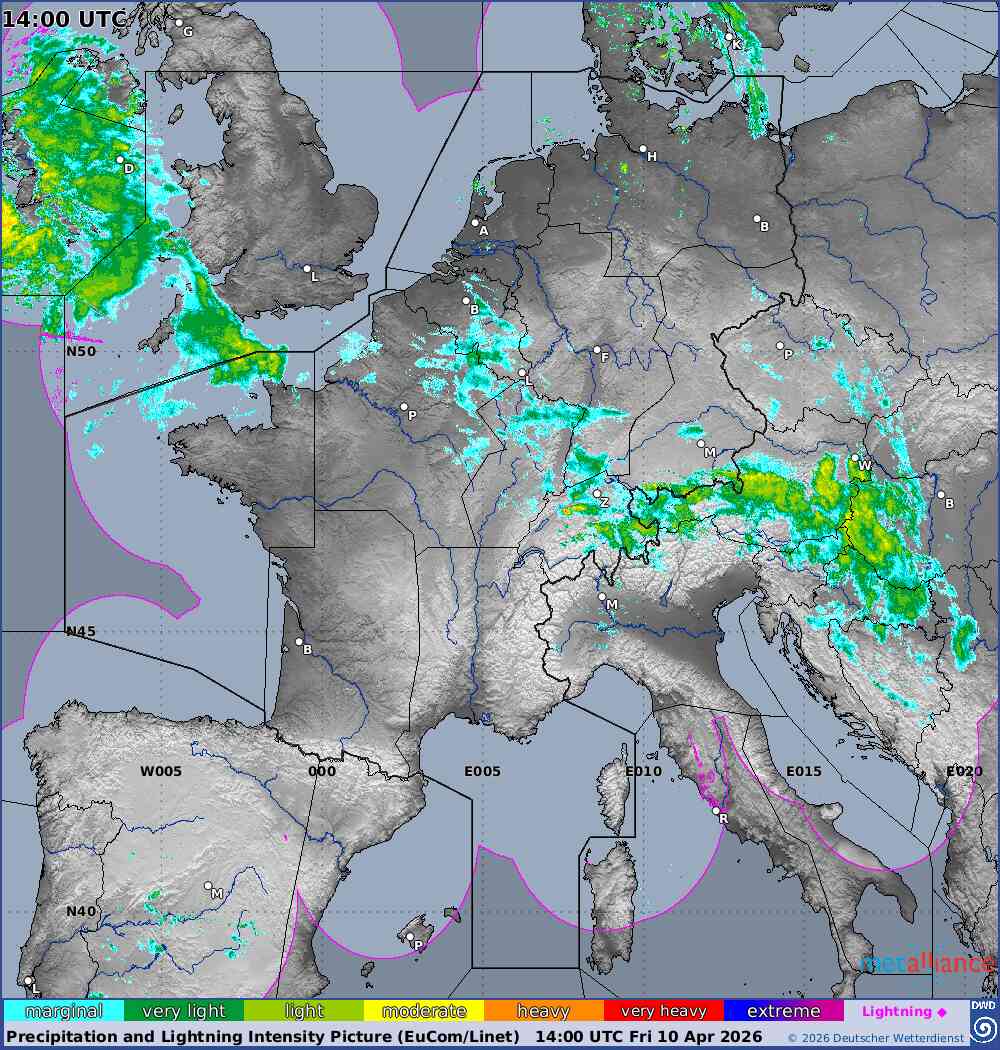 14:00 UTC
G
K
D
H
A
B
L
B
N50
F
P
L
P
M
W
Z
B
M
N45
B
W005
000
E005
E010
E015
E020
R
M
N40
P
L
metalliance
marginal
very light
light
moderate
heavy
very heavy
extreme
Lightning ◆
DWD
Precipitation and Lightning Intensity Picture (EuCom/Linet) 14:00 UTC Fri 10 Apr 2026
© 2026 Deutscher Wetterdienst